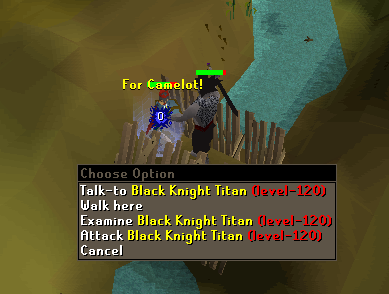 For Camelot!
0
Choose Option
Talk-to Black Knight Titan (level-120)
Walk here
Examine Black Knight Titan (level-120)
Attack Black Knight Titan (level-120)
Cancel